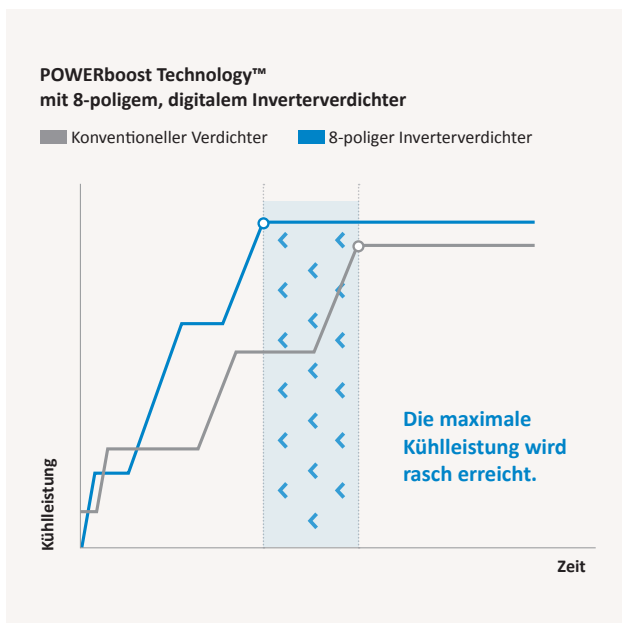 POWERboost Technology™
mit 8-poligem, digitalem Inverterverdichter
Konventioneller Verdichter
8-poliger Inverterverdichter
Die maximale
Kühlleistung wird
rasch erreicht.
Kühlleistung
Zeit